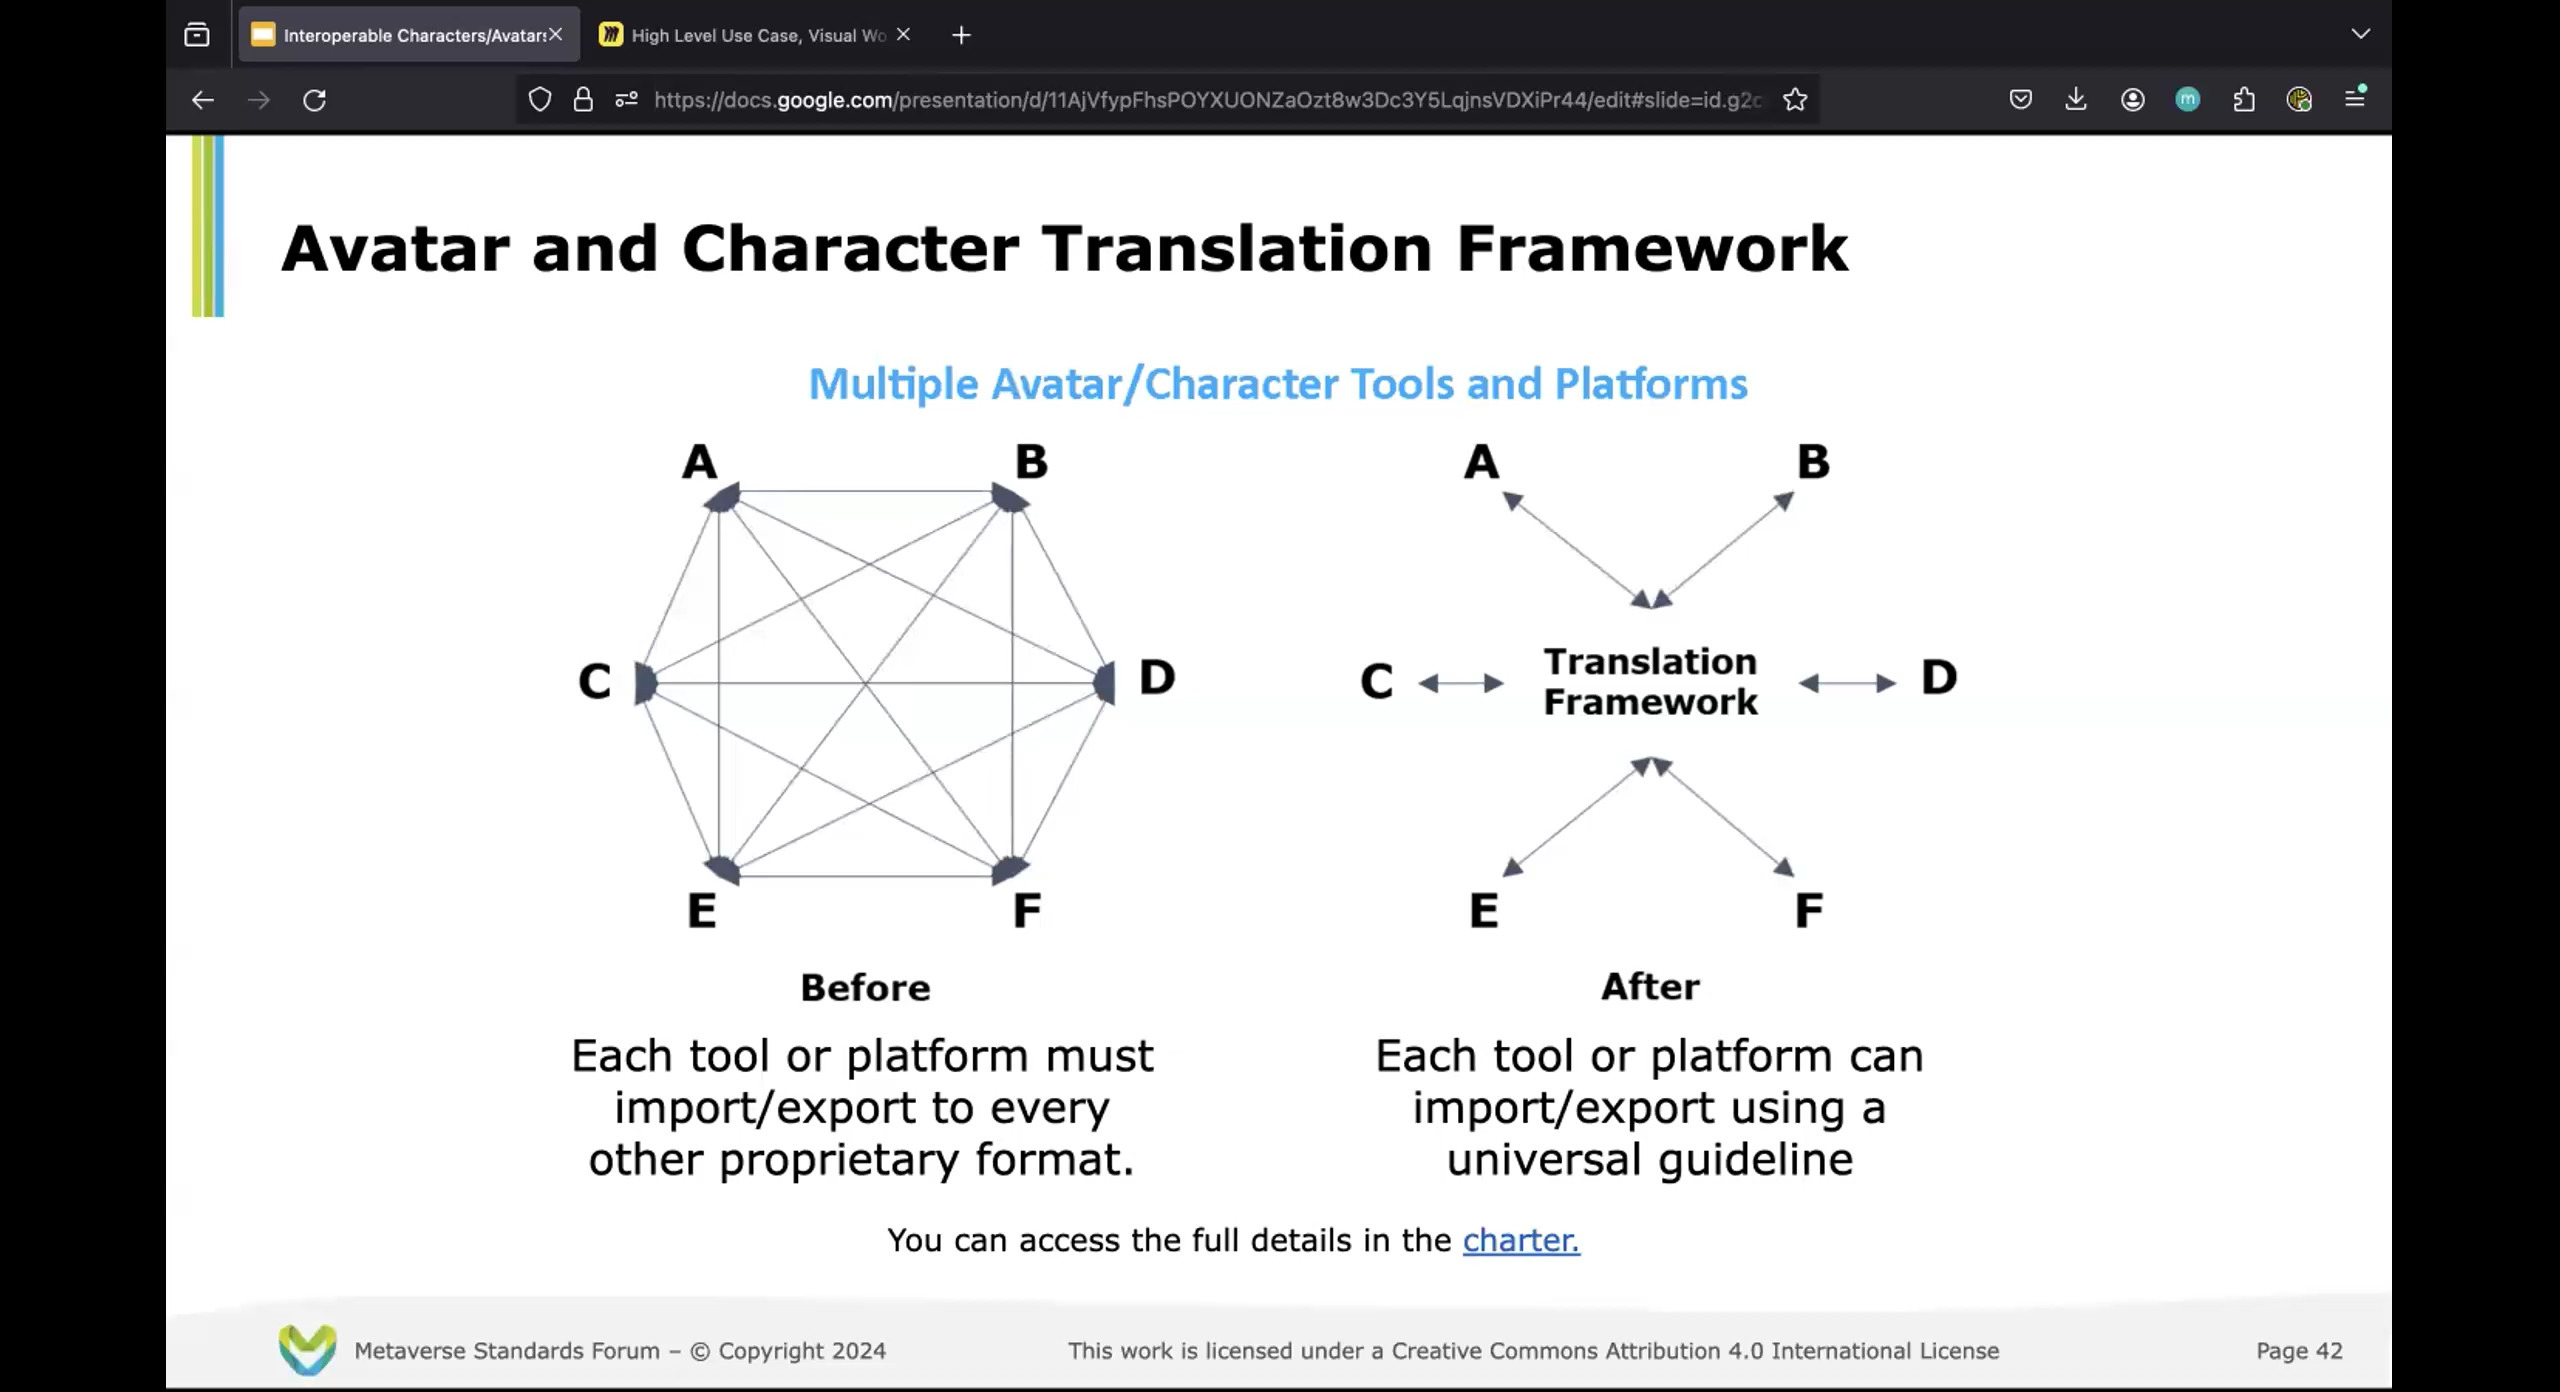 Interoperable Characters/Avatars
High Level Use Case, Visual Wo
https://docs.google.com/presentation/d/11AjVfypFhsPOYXUONZaOzt8w3Dc3Y5LqjnsVDXiPr44/edit#slide=id.g2c
m
Avatar and Character Translation Framework
Multiple Avatar/Character Tools and Platforms
A
B
C
D
E
F
Before
Each tool or platform must
import/export to every
other proprietary format.
A
B
C
Translation
Framework
D
E
F
After
Each tool or platform can
import/export using a
universal guideline
You can access the full details in the charter.
Metaverse Standards Forum – © Copyright 2024
This work is licensed under a Creative Commons Attribution 4.0 International License
Page 42